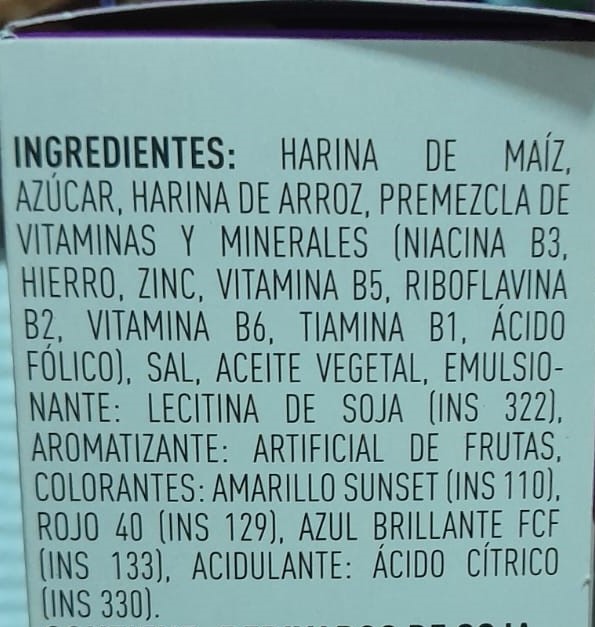 INGREDIENTES: HARINA DE MAÍZ,
AZÚCAR, HARINA DE ARROZ, PREMEZCLA DE
VITAMINAS Y MINERALES (NIACINA B3,
HIERRO, ZINC, VITAMINA B5, RIBOFLAVINA
B2, VITAMINA B6, TIAMINA B1, ÁCIDO
FÓLICO), SAL, ACEITE VEGETAL, EMULSIO-
NANTE: LECITINA DE SOJA (INS 322),
AROMATIZANTE: ARTIFICIAL DE FRUTAS,
COLORANTES: AMARILLO SUNSET (INS 110),
ROJO 40 (INS 129), AZUL BRILLANTE FCF
(INS 133), ACIDULANTE: ÁCIDO CÍTRICO
(INS 330).